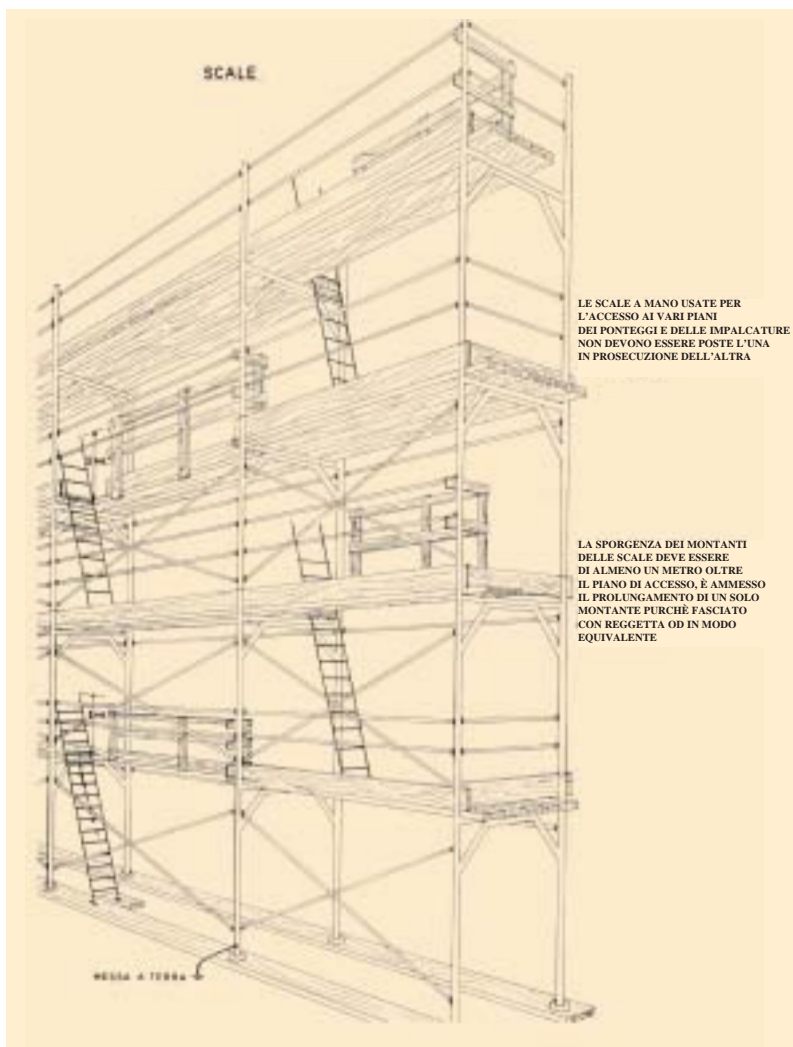 SCALE
LE SCALE A MANO USATE PER
L'ACCESSO AI VARI PIANI
DEI PONTEGGI E DELLE IMPALCATURE
NON DEVONO ESSERE POSTE L'UNA
IN PROSECUZIONE DELL'ALTRA
LA SPORGENZA DEI MONTANTI
DELLE SCALE DEVE ESSERE
DI ALMENO UN METRO OLTRE
IL PIANO DI ACCESSO, È AMMESSO
IL PROLUNGAMENTO DI UN SOLO
MONTANTE PURCHÈ FASCIATO
CON REGGETTA OD IN MODO
EQUIVALENTE
MESSA A TERRA